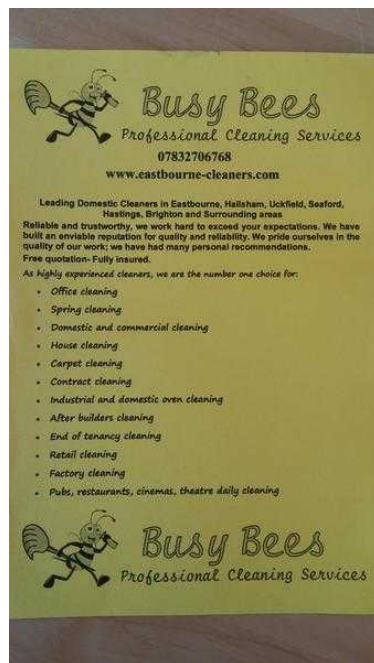 Busy Bees
Professional Cleaning Services
07832706768
www.eastbourne-cleaners.com
Leading Domestic Cleaners in Eastbourne, Hailsham, Uckfield, Seaford,
Hastings, Brighton and Surrounding areas
Reliable and trustworthy, we work hard to exceed your expectations. We have
built an enviable reputation for quality and reliability. We pride ourselves in the
quality of our work; we have had many personal recommendations.
Free quotation- Fully insured.
As highly experienced cleaners, we are the number one choice for:
• Office cleaning
• Spring cleaning
• Domestic and commercial cleaning
• House cleaning
• Carpet cleaning
• Contract cleaning
• Industrial and domestic oven cleaning
• After builders cleaning
• End of tenancy cleaning
• Retail cleaning
• Factory cleaning
• Pubs, restaurants, cinemas, theatre daily cleaning
Busy Bees
Professional Cleaning Services